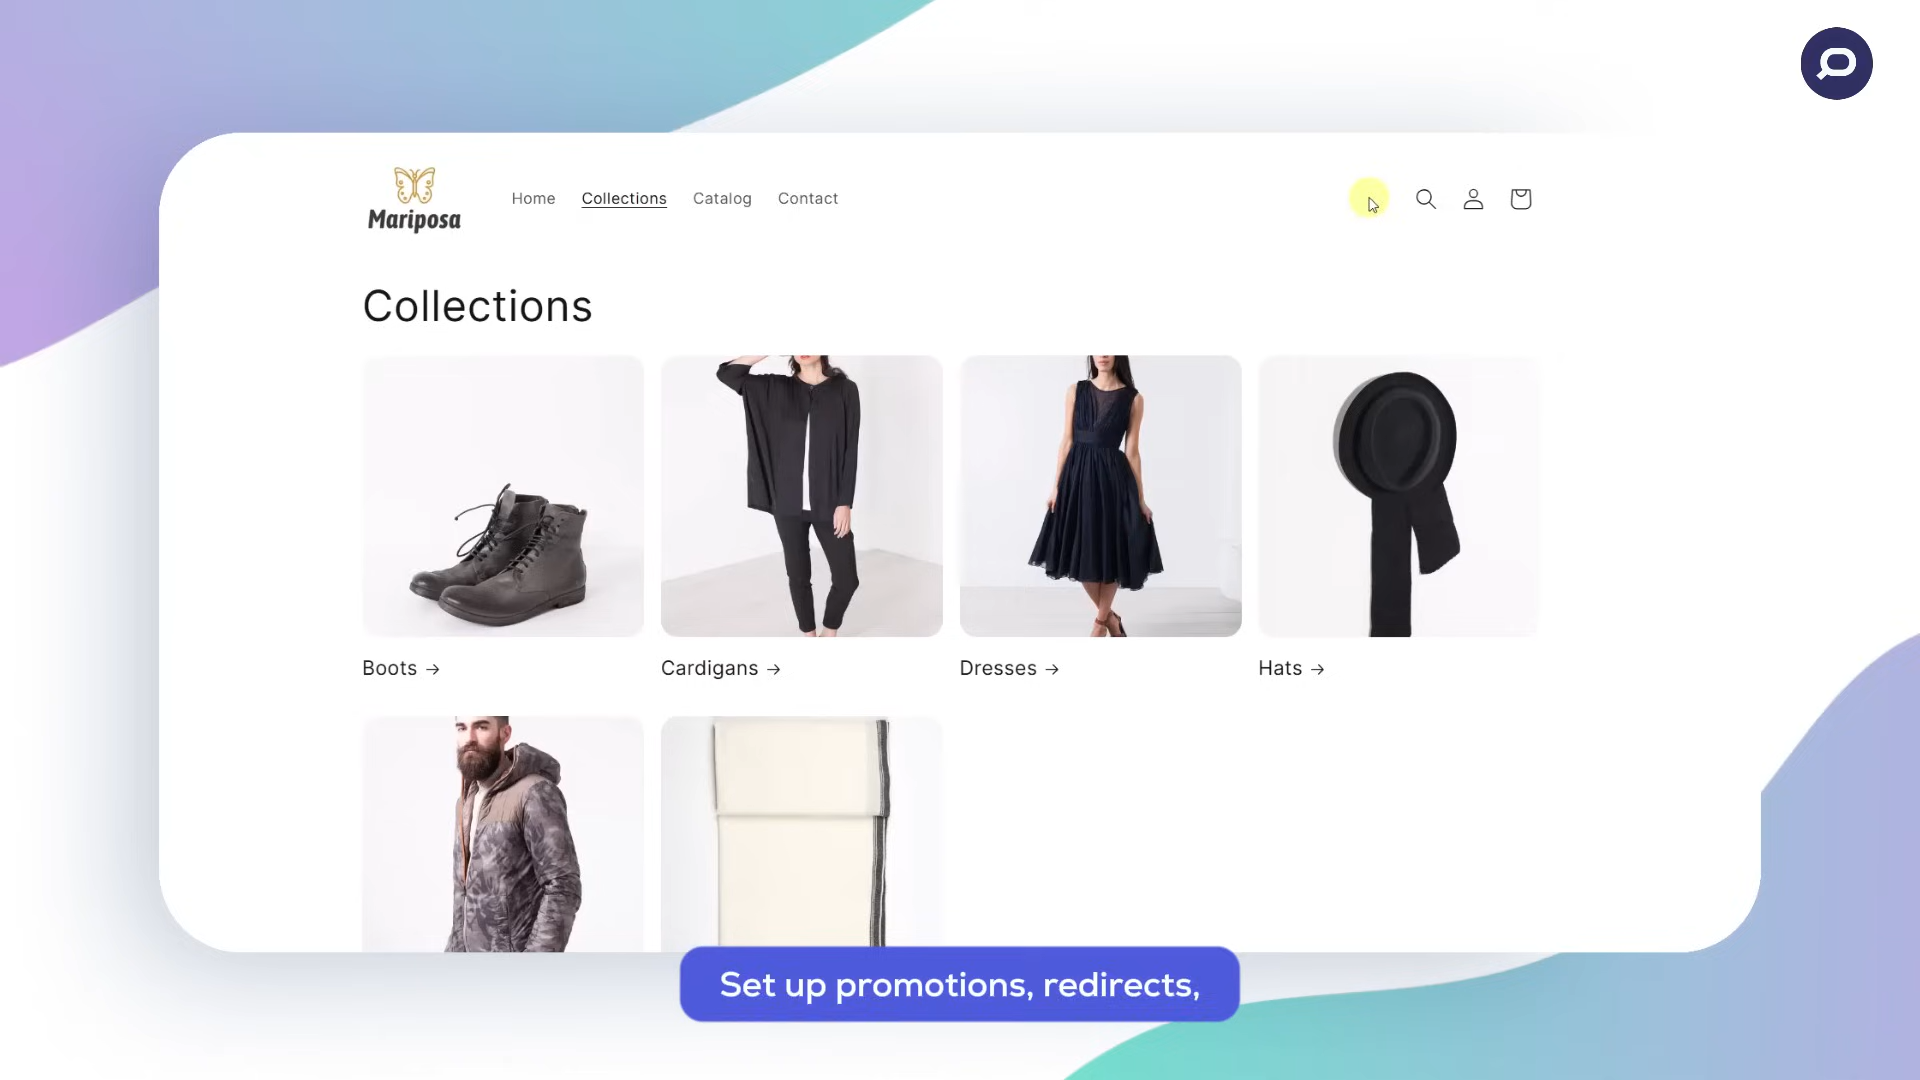 Mariposa
Home
Collections
Catalog
Contact
Collections
Boots →
Cardigans →
Dresses →
Hats →
Set up promotions, redirects,